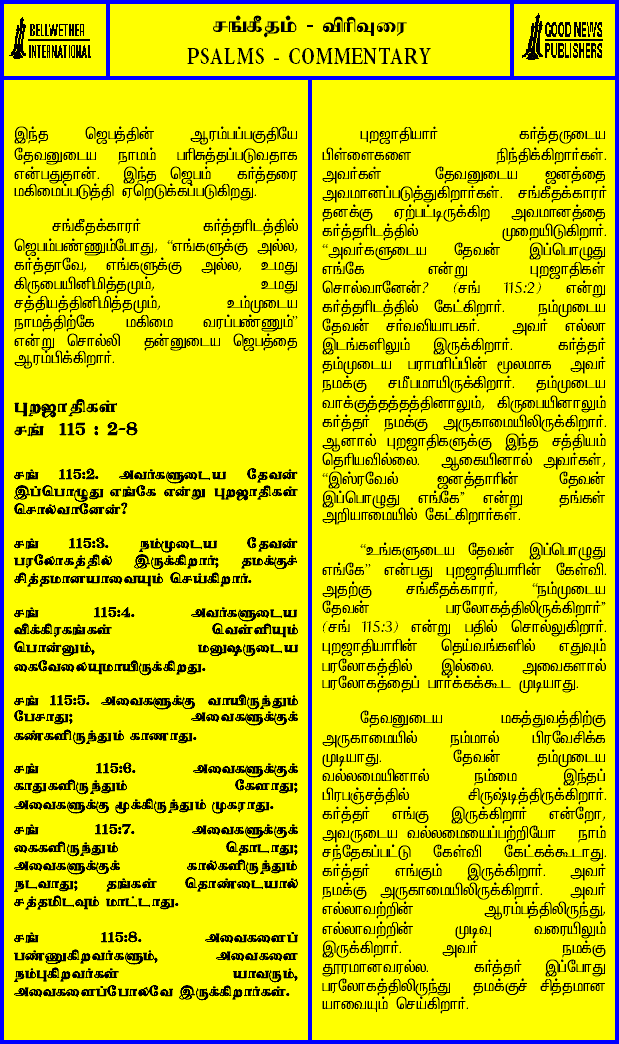 BELLWETHER
INTERNATIONAL
சங்கீதம் - விரிவுரை
PSALMS - COMMENTARY
GOOD NEWS
PUBLISHERS
இந்த ஜெபத்தின் ஆரம்பப்பகுதியே
தேவனுடைய நாமம் பரிசுத்தப்படுவதாக
என்பதுதான். இந்த ஜெபம் கர்த்தரை
மகிமைப்படுத்தி ஏறெடுக்கப்படுகிறது.
சங்கீதக்காரர் கர்த்தரிடத்தில்
ஜெபம்பண்ணும்போது, “எங்களுக்கு அல்ல,
கர்த்தாவே, எங்களுக்கு அல்ல, உமது
கிருபையினிமித்தமும், உமது
சத்தியத்தினிமித்தமும், உம்முடைய
நாமத்திற்கே மகிமை வரப்பண்ணும்”
என்று சொல்லி தன்னுடைய ஜெபத்தை
ஆரம்பிக்கிறார்.
புறஜாதிகள்
சங் 115 : 2-8
சங் 115:2. அவர்களுடைய தேவன்
இப்பொழுது எங்கே என்று புறஜாதிகள்
சொல்வானேன்?
சங் 115:3. நம்முடைய தேவன்
பரலோகத்தில் இருக்கிறார்; தமக்குச்
சித்தமானயாவையும் செய்கிறார்.
சங் 115:4. அவர்களுடைய
விக்கிரகங்கள் வெள்ளியும்
பொன்னும், மனுஷருடைய
கைவேலையுமாயிருக்கிறது.
சங் 115:5. அவைகளுக்கு வாயிருந்தும்
பேசாது; அவைகளுக்குக்
கண்களிருந்தும் காணாது.
சங் 115:6. அவைகளுக்குக்
காதுகளிருந்தும் கேளாது;
அவைகளுக்கு மூக்கிருந்தும் முகராது.
சங் 115:7. அவைகளுக்குக்
கைகளிருந்தும் தொடாது;
அவைகளுக்குக் கால்களிருந்தும்
நடவாது; தங்கள் தொண்டையால்
சத்தமிடவும் மாட்டாது.
சங் 115:8. அவைகளைப்
பண்ணுகிறவர்களும், அவைகளை
நம்புகிறவர்கள் யாவரும்,
அவைகளைப்போலவே இருக்கிறார்கள்.
புறஜாதியார் கர்த்தருடைய
பிள்ளைகளை நிந்திக்கிறார்கள்.
அவர்கள் தேவனுடைய ஜனத்தை
அவமானப்படுத்துகிறார்கள். சங்கீதக்காரர்
தனக்கு ஏற்பட்டிருக்கிற அவமானத்தை
கர்த்தரிடத்தில் முறையிடுகிறார்.
“அவர்களுடைய தேவன் இப்பொழுது
எங்கே என்று புறஜாதிகள்
சொல்வானேன்? (சங் 115:2) என்று
கர்த்தரிடத்தில் கேட்கிறார். நம்முடைய
தேவன் சர்வவியாபகர். அவர் எல்லா
இடங்களிலும் இருக்கிறார். கர்த்தர்
தம்முடைய பராமரிப்பின் மூலமாக அவர்
நமக்கு சமீபமாயிருக்கிறார். தம்முடைய
வாக்குத்தத்தத்தினாலும், கிருபையினாலும்
கர்த்தர் நமக்கு அருகாமையிலிருக்கிறார்.
ஆனால் புறஜாதிகளுக்கு இந்த சத்தியம்
தெரியவில்லை. ஆகையினால் அவர்கள்,
“இஸ்ரவேல் ஜனத்தாரின் தேவன்
இப்பொழுது எங்கே” என்று தங்கள்
அறியாமையில் கேட்கிறார்கள்.
“உங்களுடைய தேவன் இப்பொழுது
எங்கே” என்பது புறஜாதியாரின் கேள்வி.
அதற்கு சங்கீதக்காரர், “நம்முடைய
தேவன் பரலோகத்திலிருக்கிறார்”
(சங் 115:3) என்று பதில் சொல்லுகிறார்.
புறஜாதியாரின் தெய்வங்களில் எதுவும்
பரலோகத்தில் இல்லை. அவைகளால்
பரலோகத்தைப் பார்க்கக்கூட முடியாது.
தேவனுடைய மகத்துவத்திற்கு
அருகாமையில் நம்மால் பிரவேசிக்க
முடியாது. தேவன் தம்முடைய
வல்லமையினால் நம்மை இந்தப்
பிரபஞ்சத்தில் சிருஷ்டித்திருக்கிறார்.
கர்த்தர் எங்கு இருக்கிறார் என்றோ,
அவருடைய வல்லமையைப்பற்றியோ நாம்
சந்தேகப்பட்டு கேள்வி கேட்கக்கூடாது.
கர்த்தர் எங்கும் இருக்கிறார். அவர்
நமக்கு அருகாமையிலிருக்கிறார். அவர்
எல்லாவற்றின் ஆரம்பத்திலிருந்து,
எல்லாவற்றின் முடிவு வரையிலும்
இருக்கிறார். அவர் நமக்கு
தூரமானவரல்ல. கர்த்தர் இப்போது
பரலோகத்திலிருந்து தமக்குச் சித்தமான
யாவையும் செய்கிறார்.